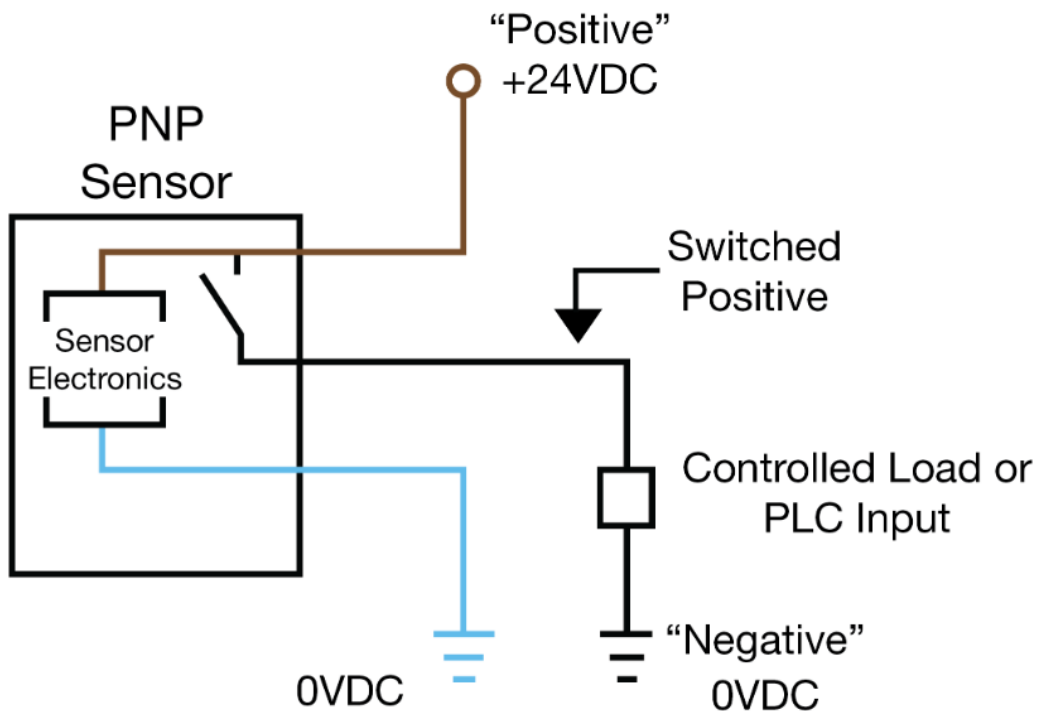 “Positive”
+24VDC
PNP
Sensor
Switched
Positive
Sensor
Electronics
Controlled Load or
PLC Input
“Negative”
0VDC
0VDC